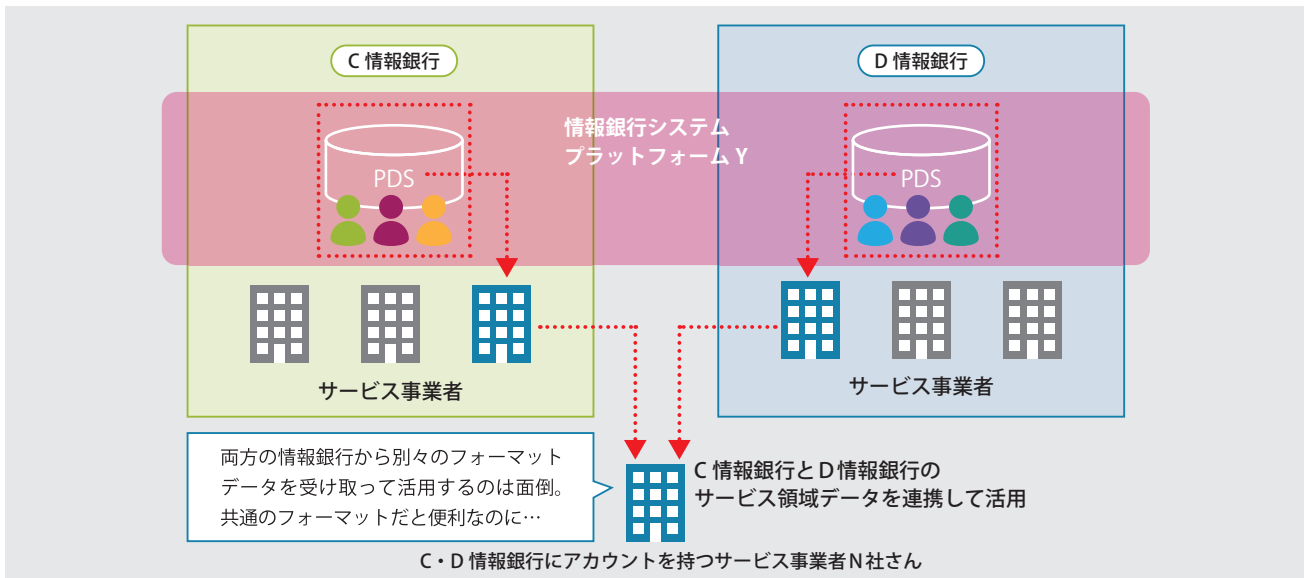 C 情報銀行
D 情報銀行
情報銀行システム
プラットフォーム Y
PDS
PDS
サービス事業者
サービス事業者
両方の情報銀行から別々のフォーマット
データを受け取って活用するのは面倒。
共通のフォーマットだと便利なのに…
C 情報銀行とD情報銀行の
サービス領域データを連携して活用
C・D 情報銀行にアカウントを持つサービス事業者N社さん